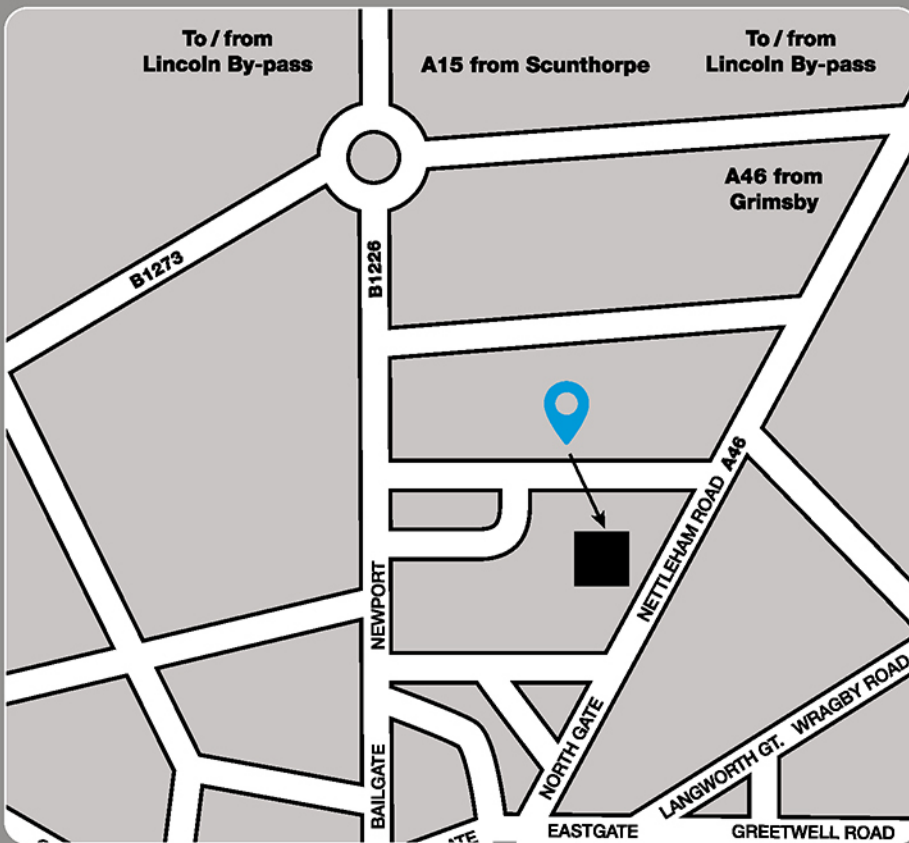 To / from
Lincoln By-pass
A15 from Scunthorpe
To / from
Lincoln By-pass
A46 from
Grimsby
B1273
B1226
NETTLEHAM ROAD A46
NEWPORT
NORTH GATE
BAILGATE
LANGWORTH GT. WRAGBY ROAD
EASTGATE
GREETWELL ROAD